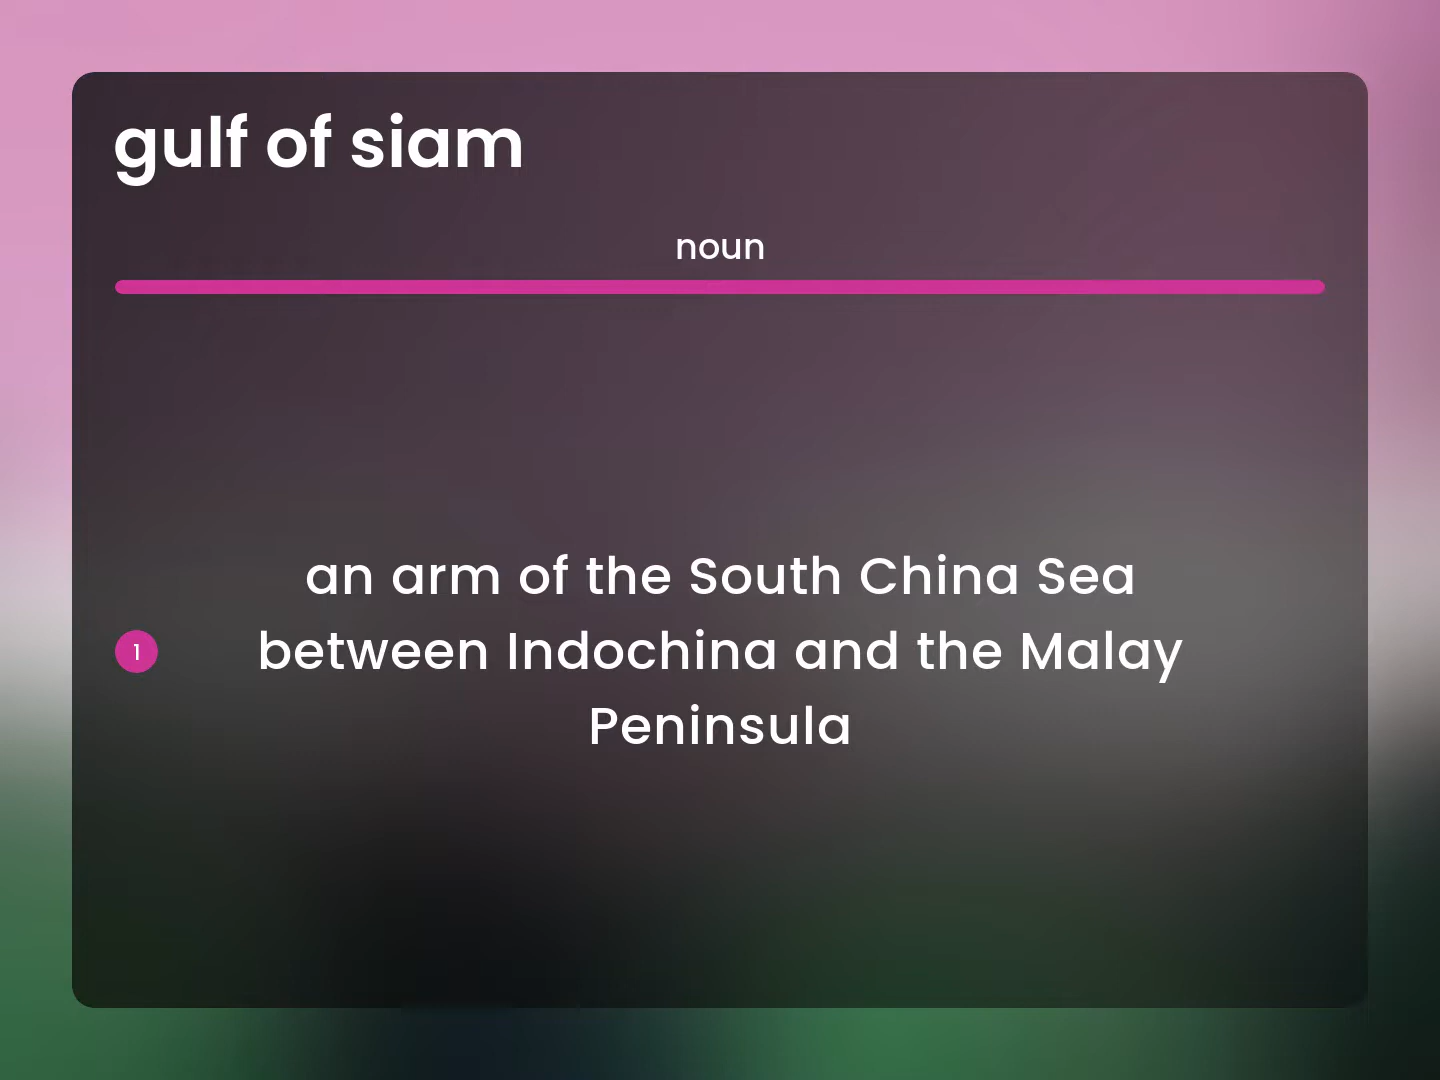 gulf of siam
noun
an arm of the South China Sea
1
between Indochina and the Malay
Peninsula